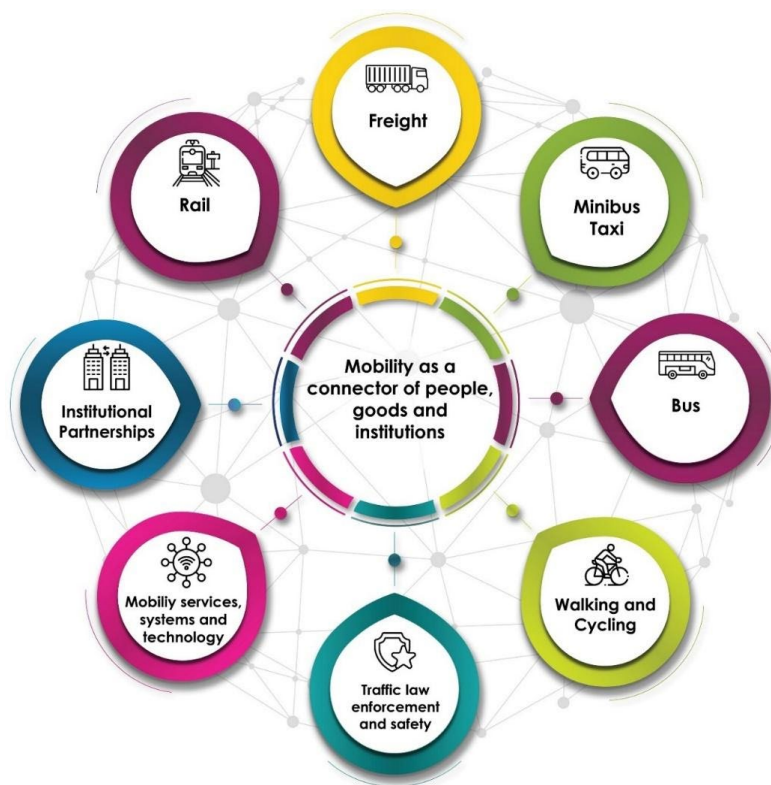 Freight
Minibus
Taxi
Bus
Walking and
Cycling
Traffic law
enforcement
and safety
Mobiliy services,
systems and
technology
Institutional
Partnerships
Rail
Mobility as a
connector of people,
goods and
institutions